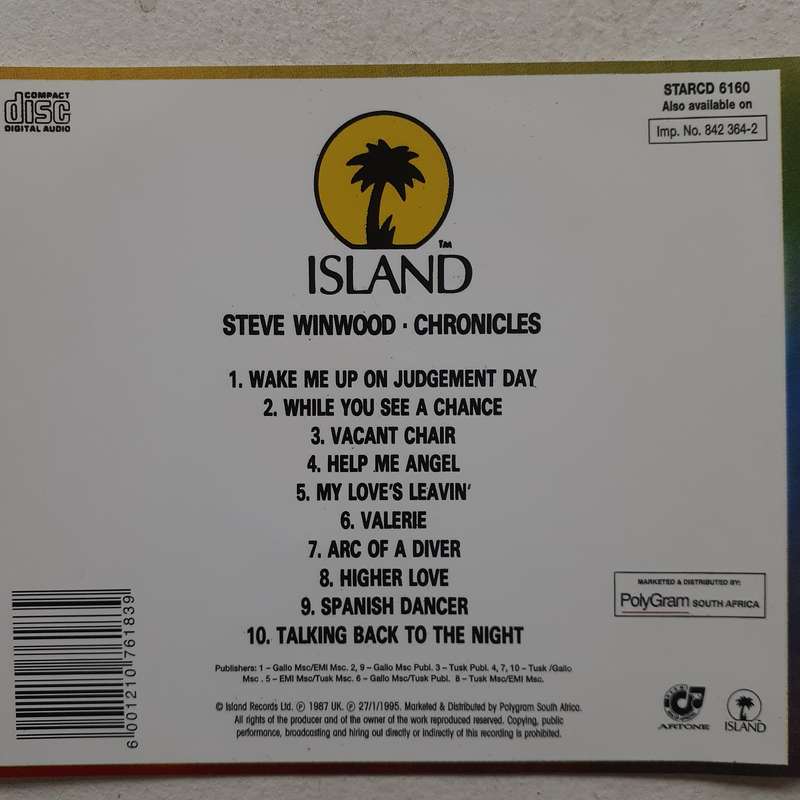 COMPACT
disc
DIGITAL AUDIO
STARCD 6160
Also available on
Imp. No. 842 364-2
TM
ISLAND
STEVE WINWOOD · CHRONICLES
1. WAKE ME UP ON JUDGEMENT DAY
2. WHILE YOU SEE A CHANCE
3. VACANT CHAIR
4. HELP ME ANGEL
5. MY LOVE'S LEAVIN'
6. VALERIE
7. ARC OF A DIVER
8. HIGHER LOVE
9. SPANISH DANCER
10. TALKING BACK TO THE NIGHT
MARKETED & DISTRIBUTED BY:
PolyGram SOUTH AFRICA
6 001210 761839
Publishers: 1 – Gallo Msc/EMI Msc. 2, 9 – Gallo Msc Publ. 3 – Tusk Publ. 4, 7, 10 – Tusk /Gallo
Msc . 5 – EMI Msc/Tusk Msc. 6 – Gallo Msc/Tusk Publ. 8 – Tusk Msc/EMI Msc.
© Island Records Ltd. ℗ 1987 UK. ℗ 27/1/1995. Marketed & Distributed by Polygram South Africa.
All rights of the producer and of the owner of the work reproduced reserved. Copying, public
performance, broadcasting and hiring out directly or indirectly of this recording is prohibited.
ARTONE
ISLAND